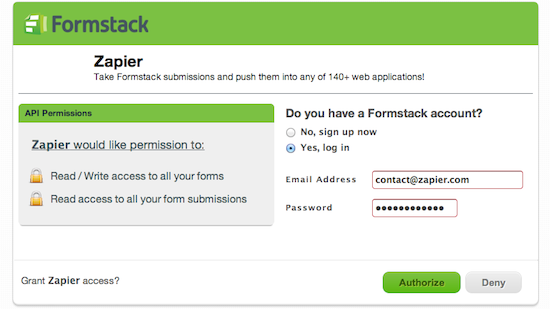 Formstack
Zapier
Take Formstack submissions and push them into any of 140+ web applications!
API Permissions
Zapier would like permission to:
Read / Write access to all your forms
Read access to all your form submissions
Do you have a Formstack account?
No, sign up now
Yes, log in
Email Address
contact@zapier.com
Password
Grant Zapier access?
Authorize
Deny